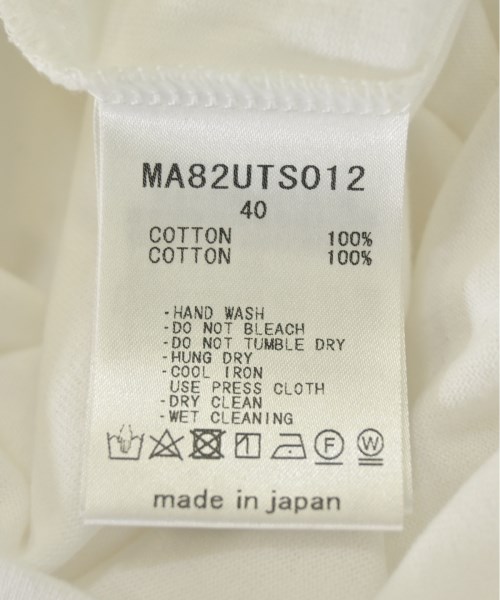 MA82UTS012
40
COTTON 100%
COTTON 100%
-HAND WASH
-DO NOT BLEACH
-DO NOT TUMBLE DRY
-HUNG DRY
-COOL IRON
USE PRESS CLOTH
-DRY CLEAN
-WET CLEANING
F W
made in japan